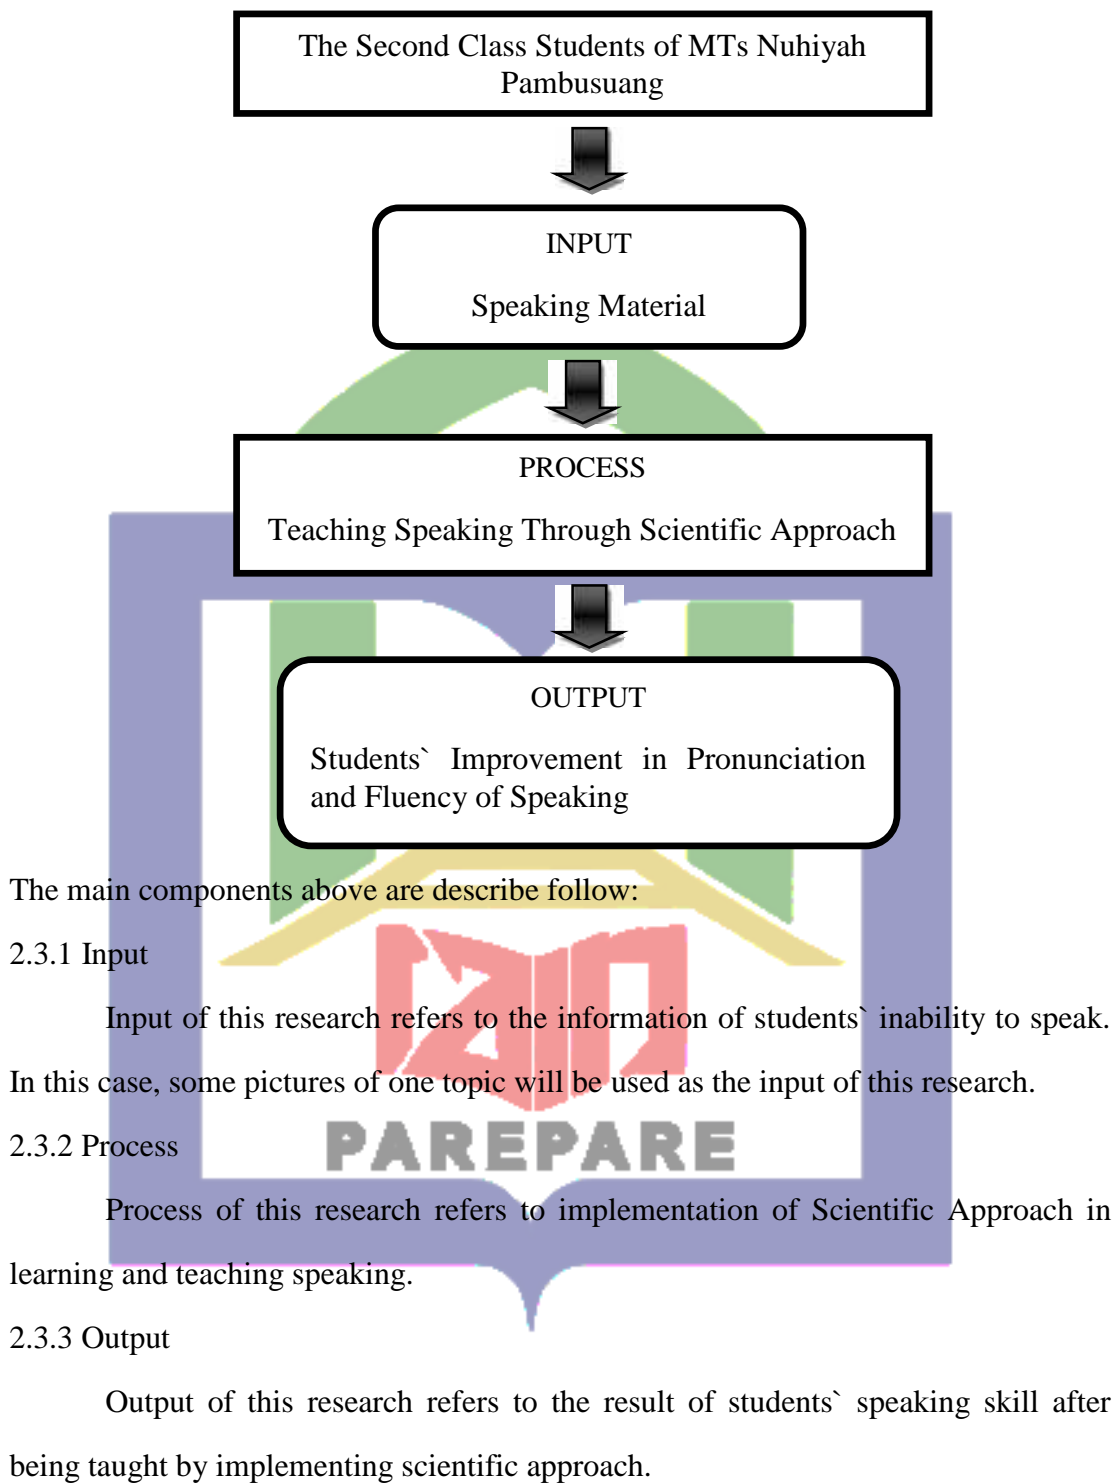 The Second Class Students of MTs Nuhiyah
Pambusuang
INPUT
Speaking Material
PROCESS
Teaching Speaking Through Scientific Approach
OUTPUT
Students` Improvement in Pronunciation
and Fluency of Speaking
The main components above are describe follow:
2.3.1 Input
Input of this research refers to the information of students` inability to speak.
In this case, some pictures of one topic will be used as the input of this research.
2.3.2 Process
PAREPARE
Process of this research refers to implementation of Scientific Approach in
learning and teaching speaking.
2.3.3 Output
Output of this research refers to the result of students` speaking skill after
being taught by implementing scientific approach.